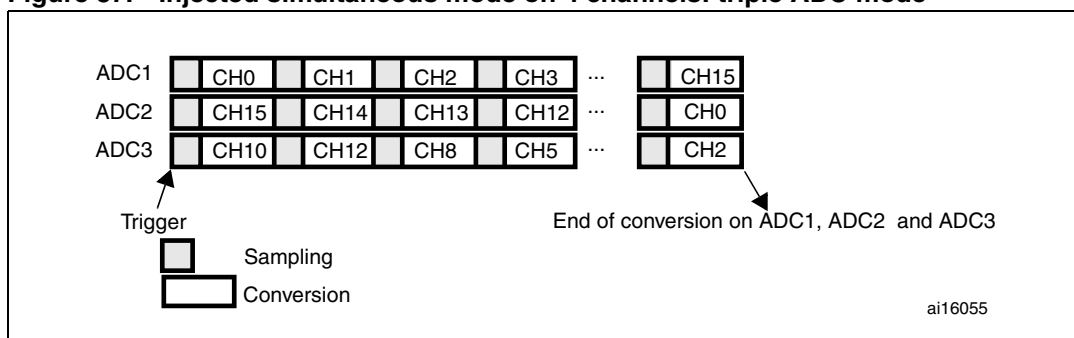 ADC1 CH0 CH1 CH2 CH3 ... CH15
ADC2 CH15 CH14 CH13 CH12 ... CH0
ADC3 CH10 CH12 CH8 CH5 ... CH2
Trigger
End of conversion on ADC1, ADC2 and ADC3
Sampling
Conversion
ai16055